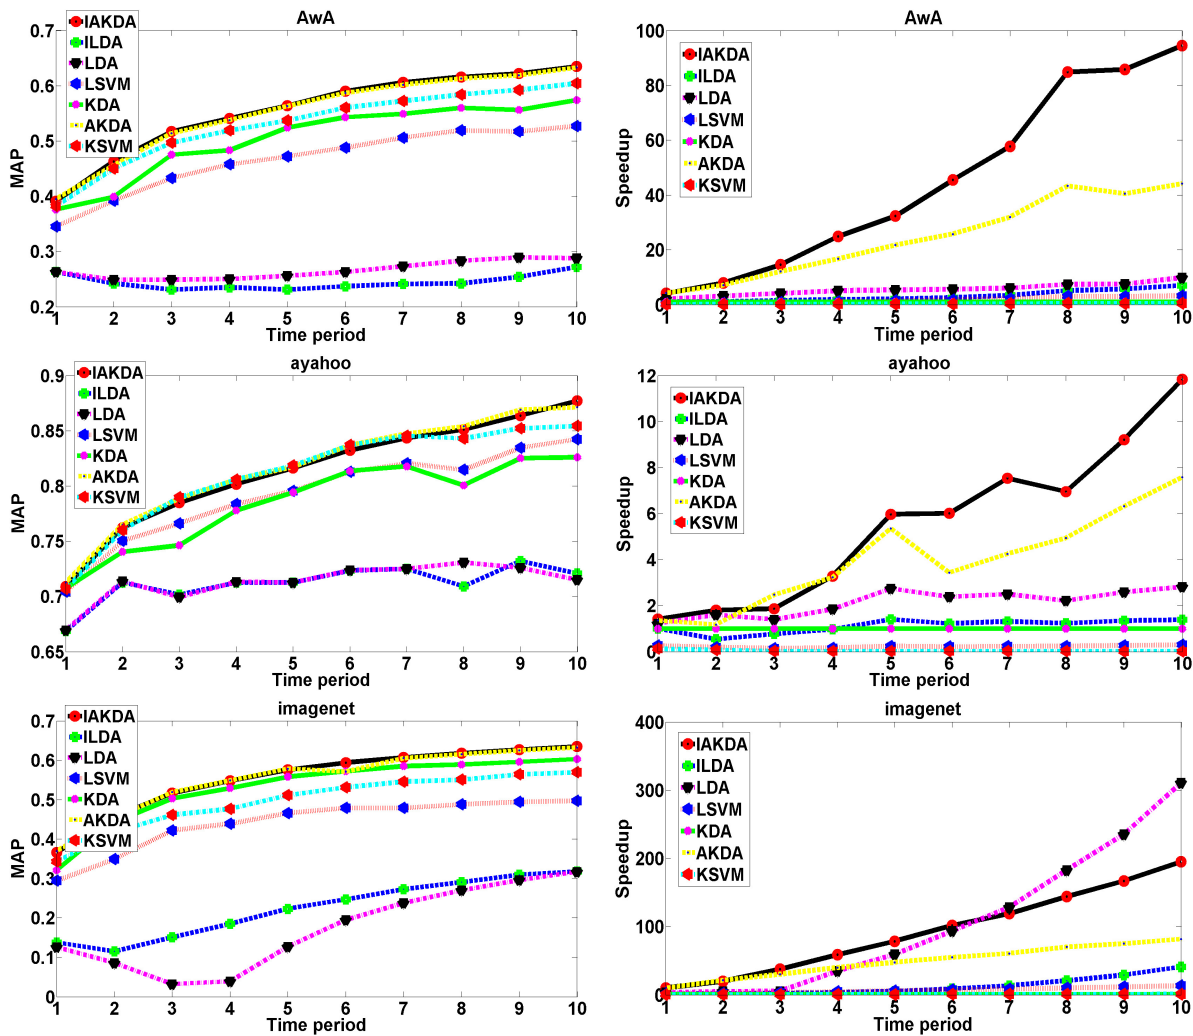 AwA
0.7
0.6
0.5
0.4
0.3
0.2
MAP
IAKDA
ILDA
LDA
LSVM
KDA
AKDA
KSVM
1 2 3 4 5 6 7 8 9 10
Time period
AwA
100
80
60
40
20
0
Speedup
IAKDA
ILDA
LDA
LSVM
KDA
AKDA
KSVM
1 2 3 4 5 6 7 8 9 10
Time period
ayahoo
0.9
0.85
0.8
0.75
0.7
0.65
MAP
IAKDA
ILDA
LDA
LSVM
KDA
AKDA
KSVM
1 2 3 4 5 6 7 8 9 10
Time period
ayahoo
12
10
8
6
4
2
0
Speedup
IAKDA
ILDA
LDA
LSVM
KDA
AKDA
KSVM
1 2 3 4 5 6 7 8 9 10
Time period
imagenet
0.7
0.6
0.5
0.4
0.3
0.2
0.1
0
MAP
IAKDA
ILDA
LDA
LSVM
KDA
AKDA
KSVM
1 2 3 4 5 6 7 8 9 10
Time period
imagenet
400
300
200
100
0
Speedup
IAKDA
ILDA
LDA
LSVM
KDA
AKDA
KSVM
1 2 3 4 5 6 7 8 9 10
Time period